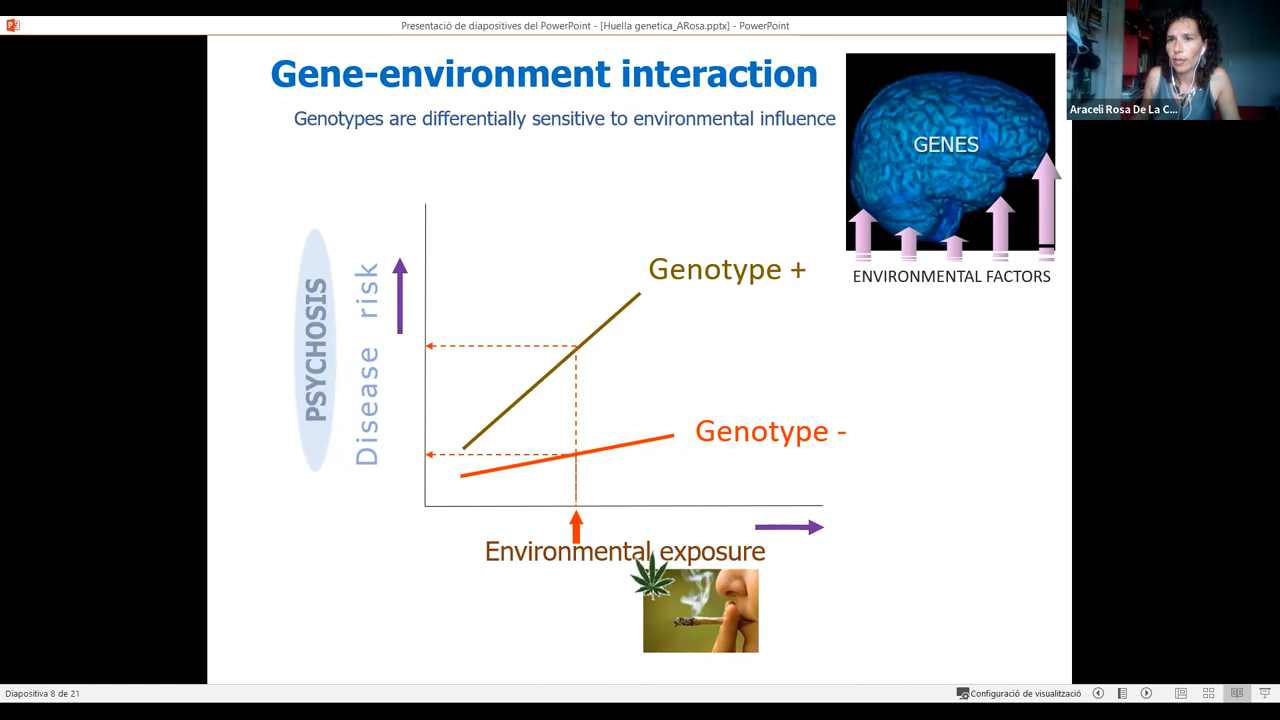 Presentació de diapositives del PowerPoint - [Huella genetica_ARosa.pptx] - PowerPoint
Gene-environment interaction
Genotypes are differentially sensitive to environmental influence
GENES
Araceli Rosa De La C...
ENVIRONMENTAL FACTORS
PSYCHOSIS
Disease risk
Genotype +
Genotype -
Environmental exposure
Diapositiva 8 de 21
Configuració de visualització